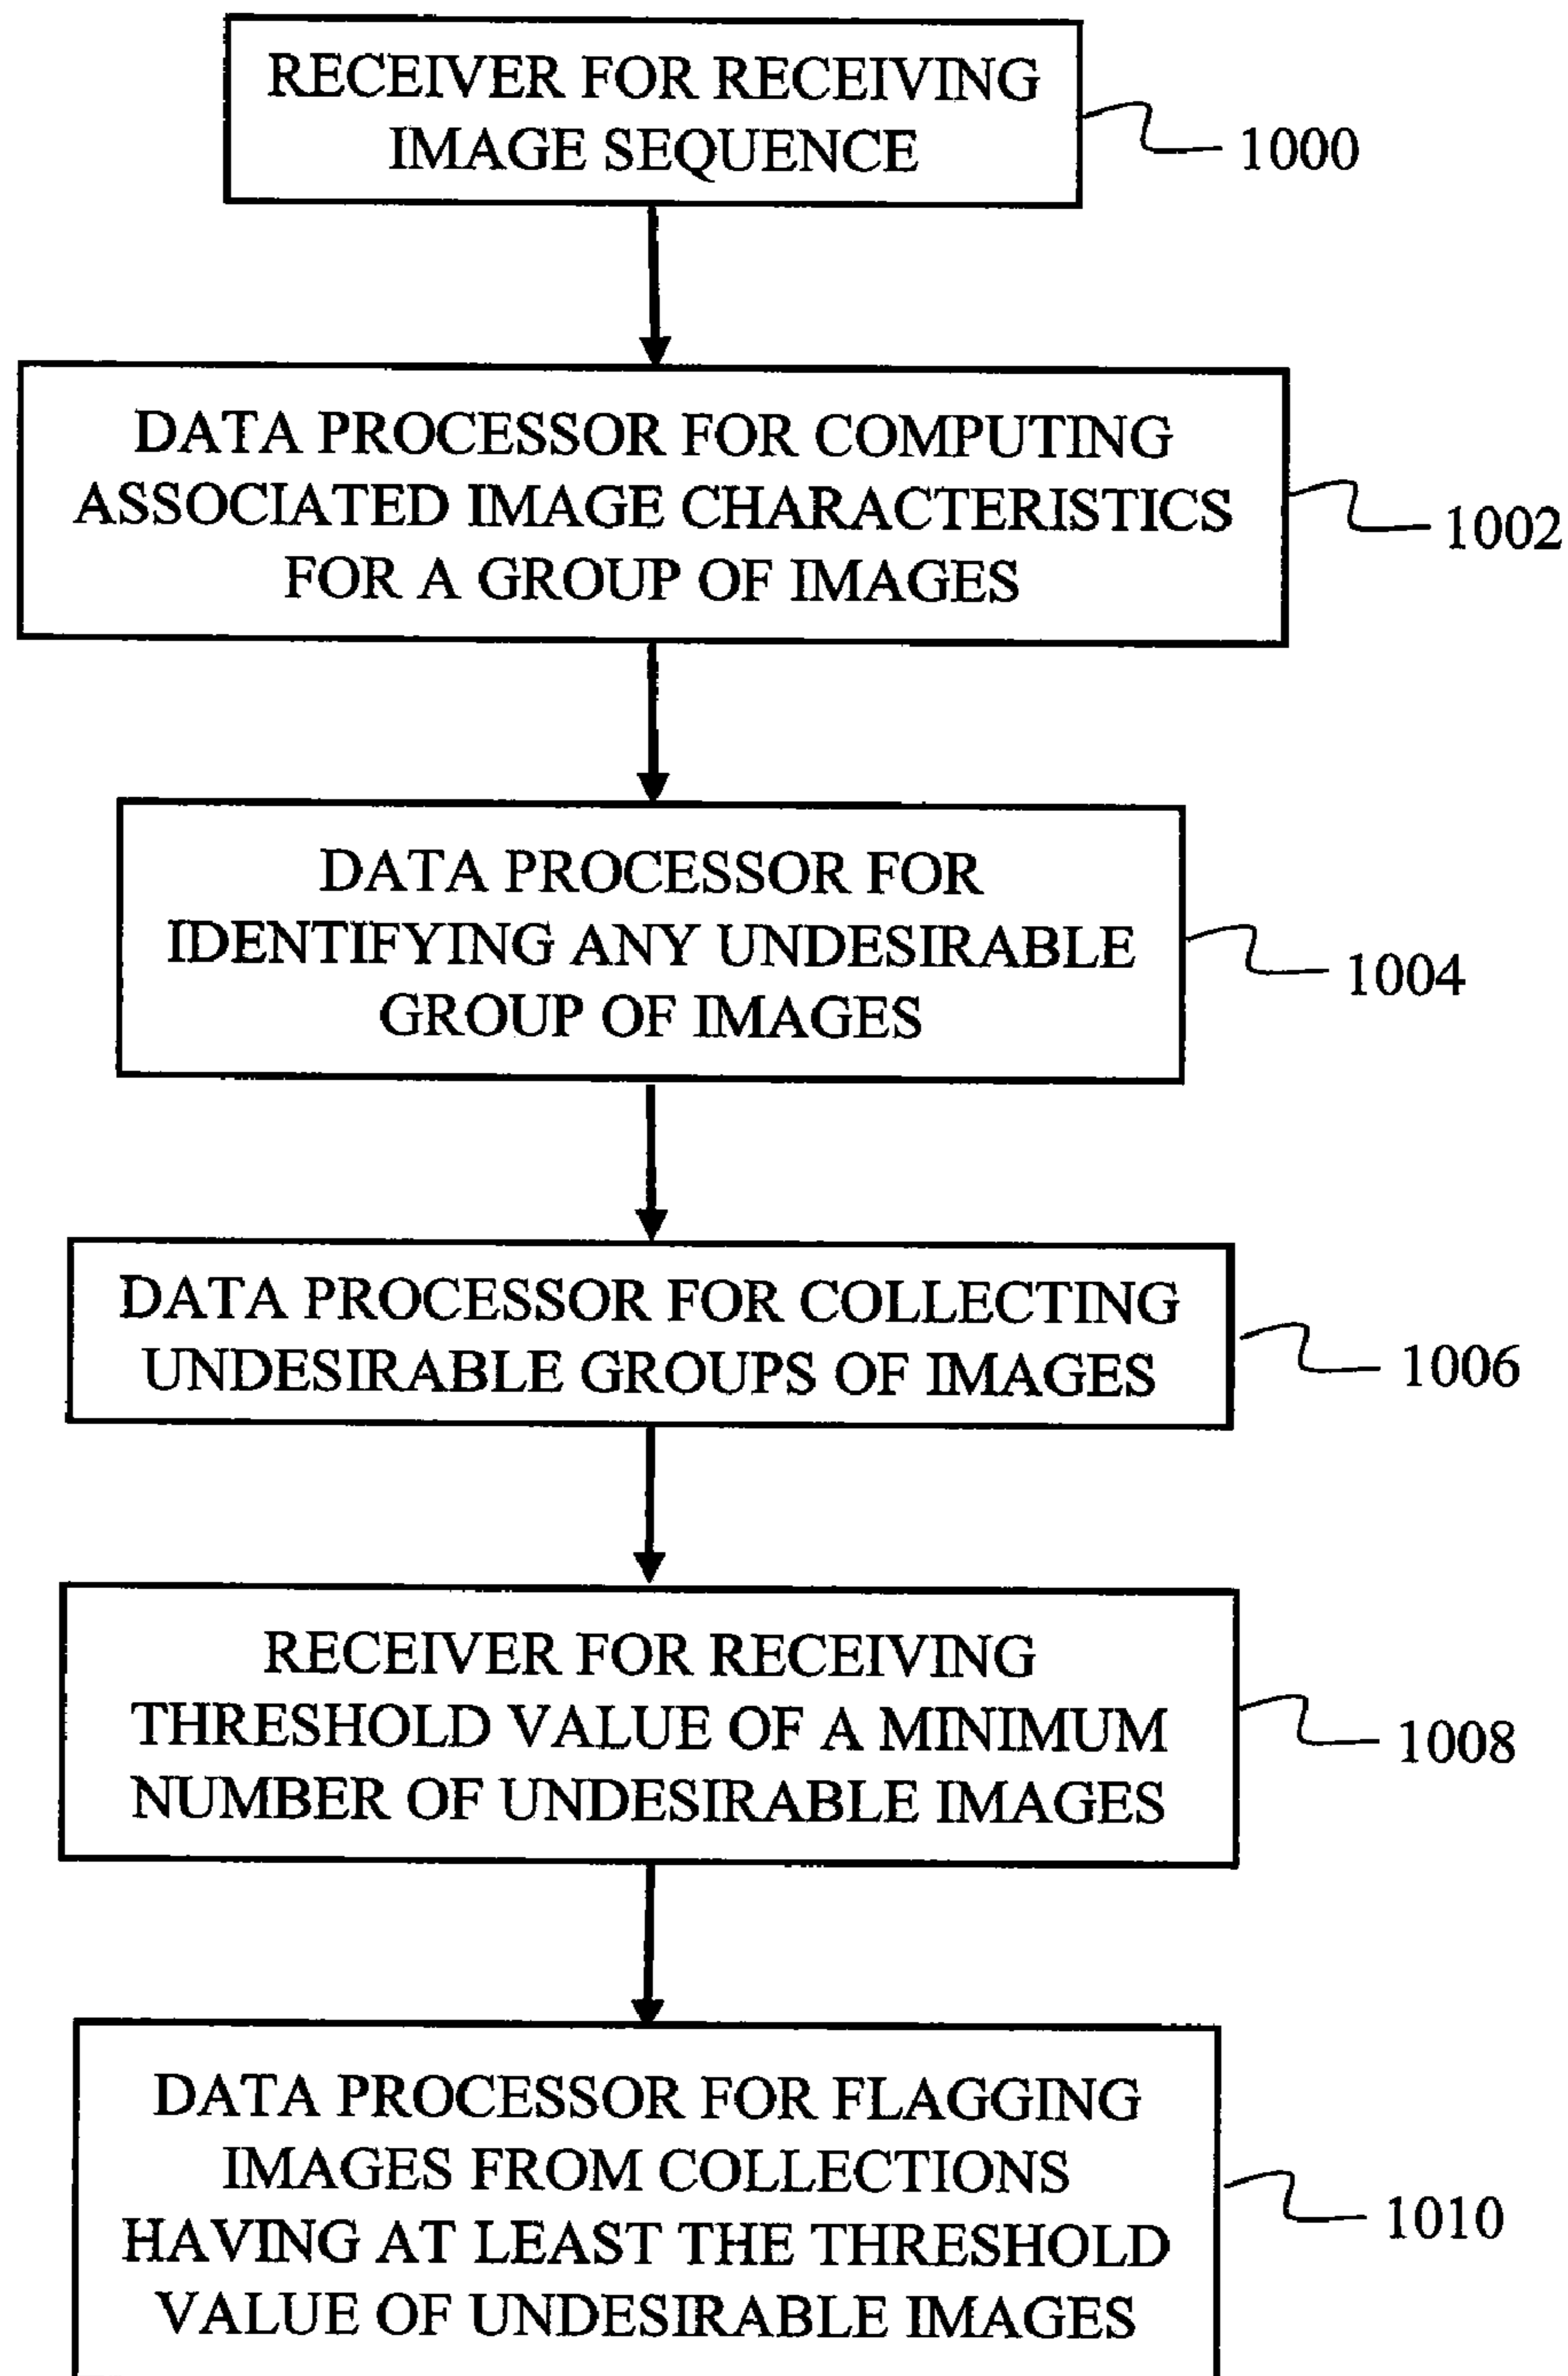 RECEIVER FOR RECEIVING
IMAGE SEQUENCE
1000
DATA PROCESSOR FOR COMPUTING
ASSOCIATED IMAGE CHARACTERISTICS
FOR A GROUP OF IMAGES
1002
DATA PROCESSOR FOR
IDENTIFYING ANY UNDESIRABLE
GROUP OF IMAGES
1004
DATA PROCESSOR FOR COLLECTING
UNDESIRABLE GROUPS OF IMAGES
1006
RECEIVER FOR RECEIVING
THRESHOLD VALUE OF A MINIMUM
NUMBER OF UNDESIRABLE IMAGES
1008
DATA PROCESSOR FOR FLAGGING
IMAGES FROM COLLECTIONS
HAVING AT LEAST THE THRESHOLD
VALUE OF UNDESIRABLE IMAGES
1010